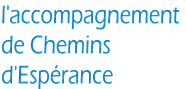 l'accompagnement
de Chemins
d'Espérance